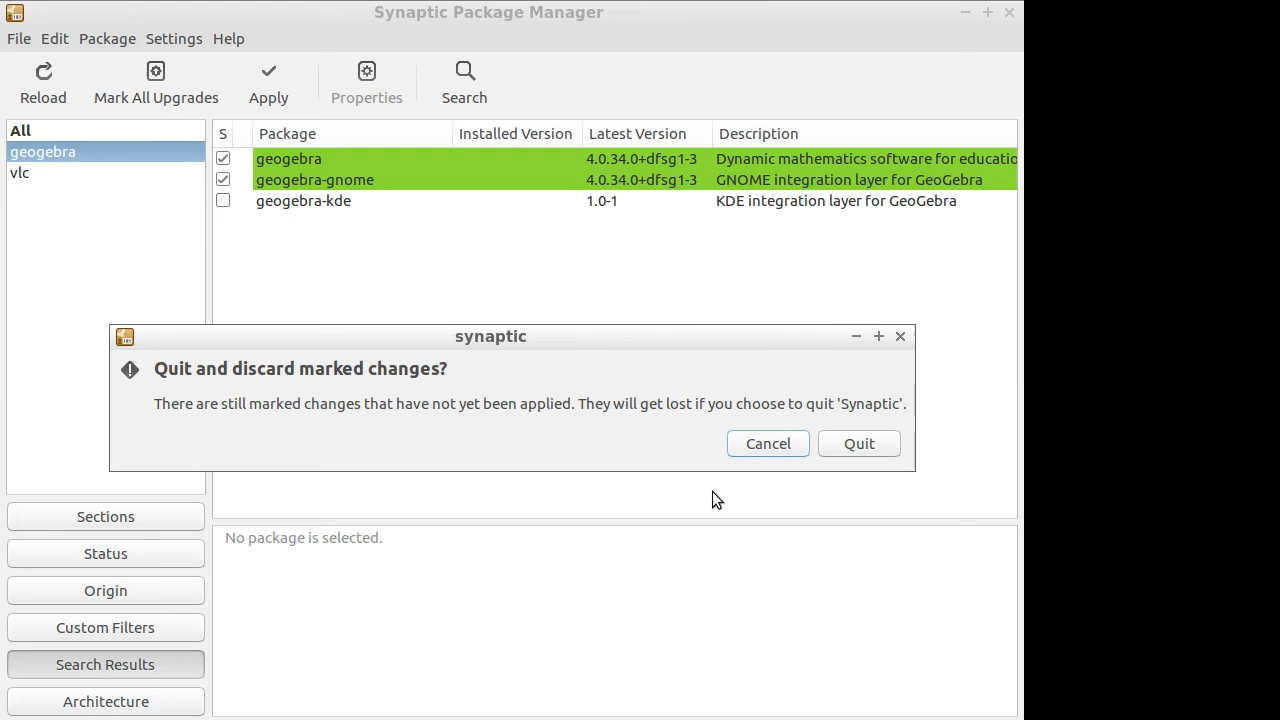 Synaptic Package Manager
File Edit Package Settings Help
Reload Mark All Upgrades Apply Properties Search
All
geogebra
vlc
S Package Installed Version Latest Version Description
geogebra 4.0.34.0+dfsg1-3 Dynamic mathematics software for educatio
geogebra-gnome 4.0.34.0+dfsg1-3 GNOME integration layer for GeoGebra
geogebra-kde 1.0-1 KDE integration layer for GeoGebra
synaptic
Quit and discard marked changes?
There are still marked changes that have not yet been applied. They will get lost if you choose to quit 'Synaptic'.
Cancel Quit
Sections
Status
Origin
Custom Filters
Search Results
Architecture
No package is selected.